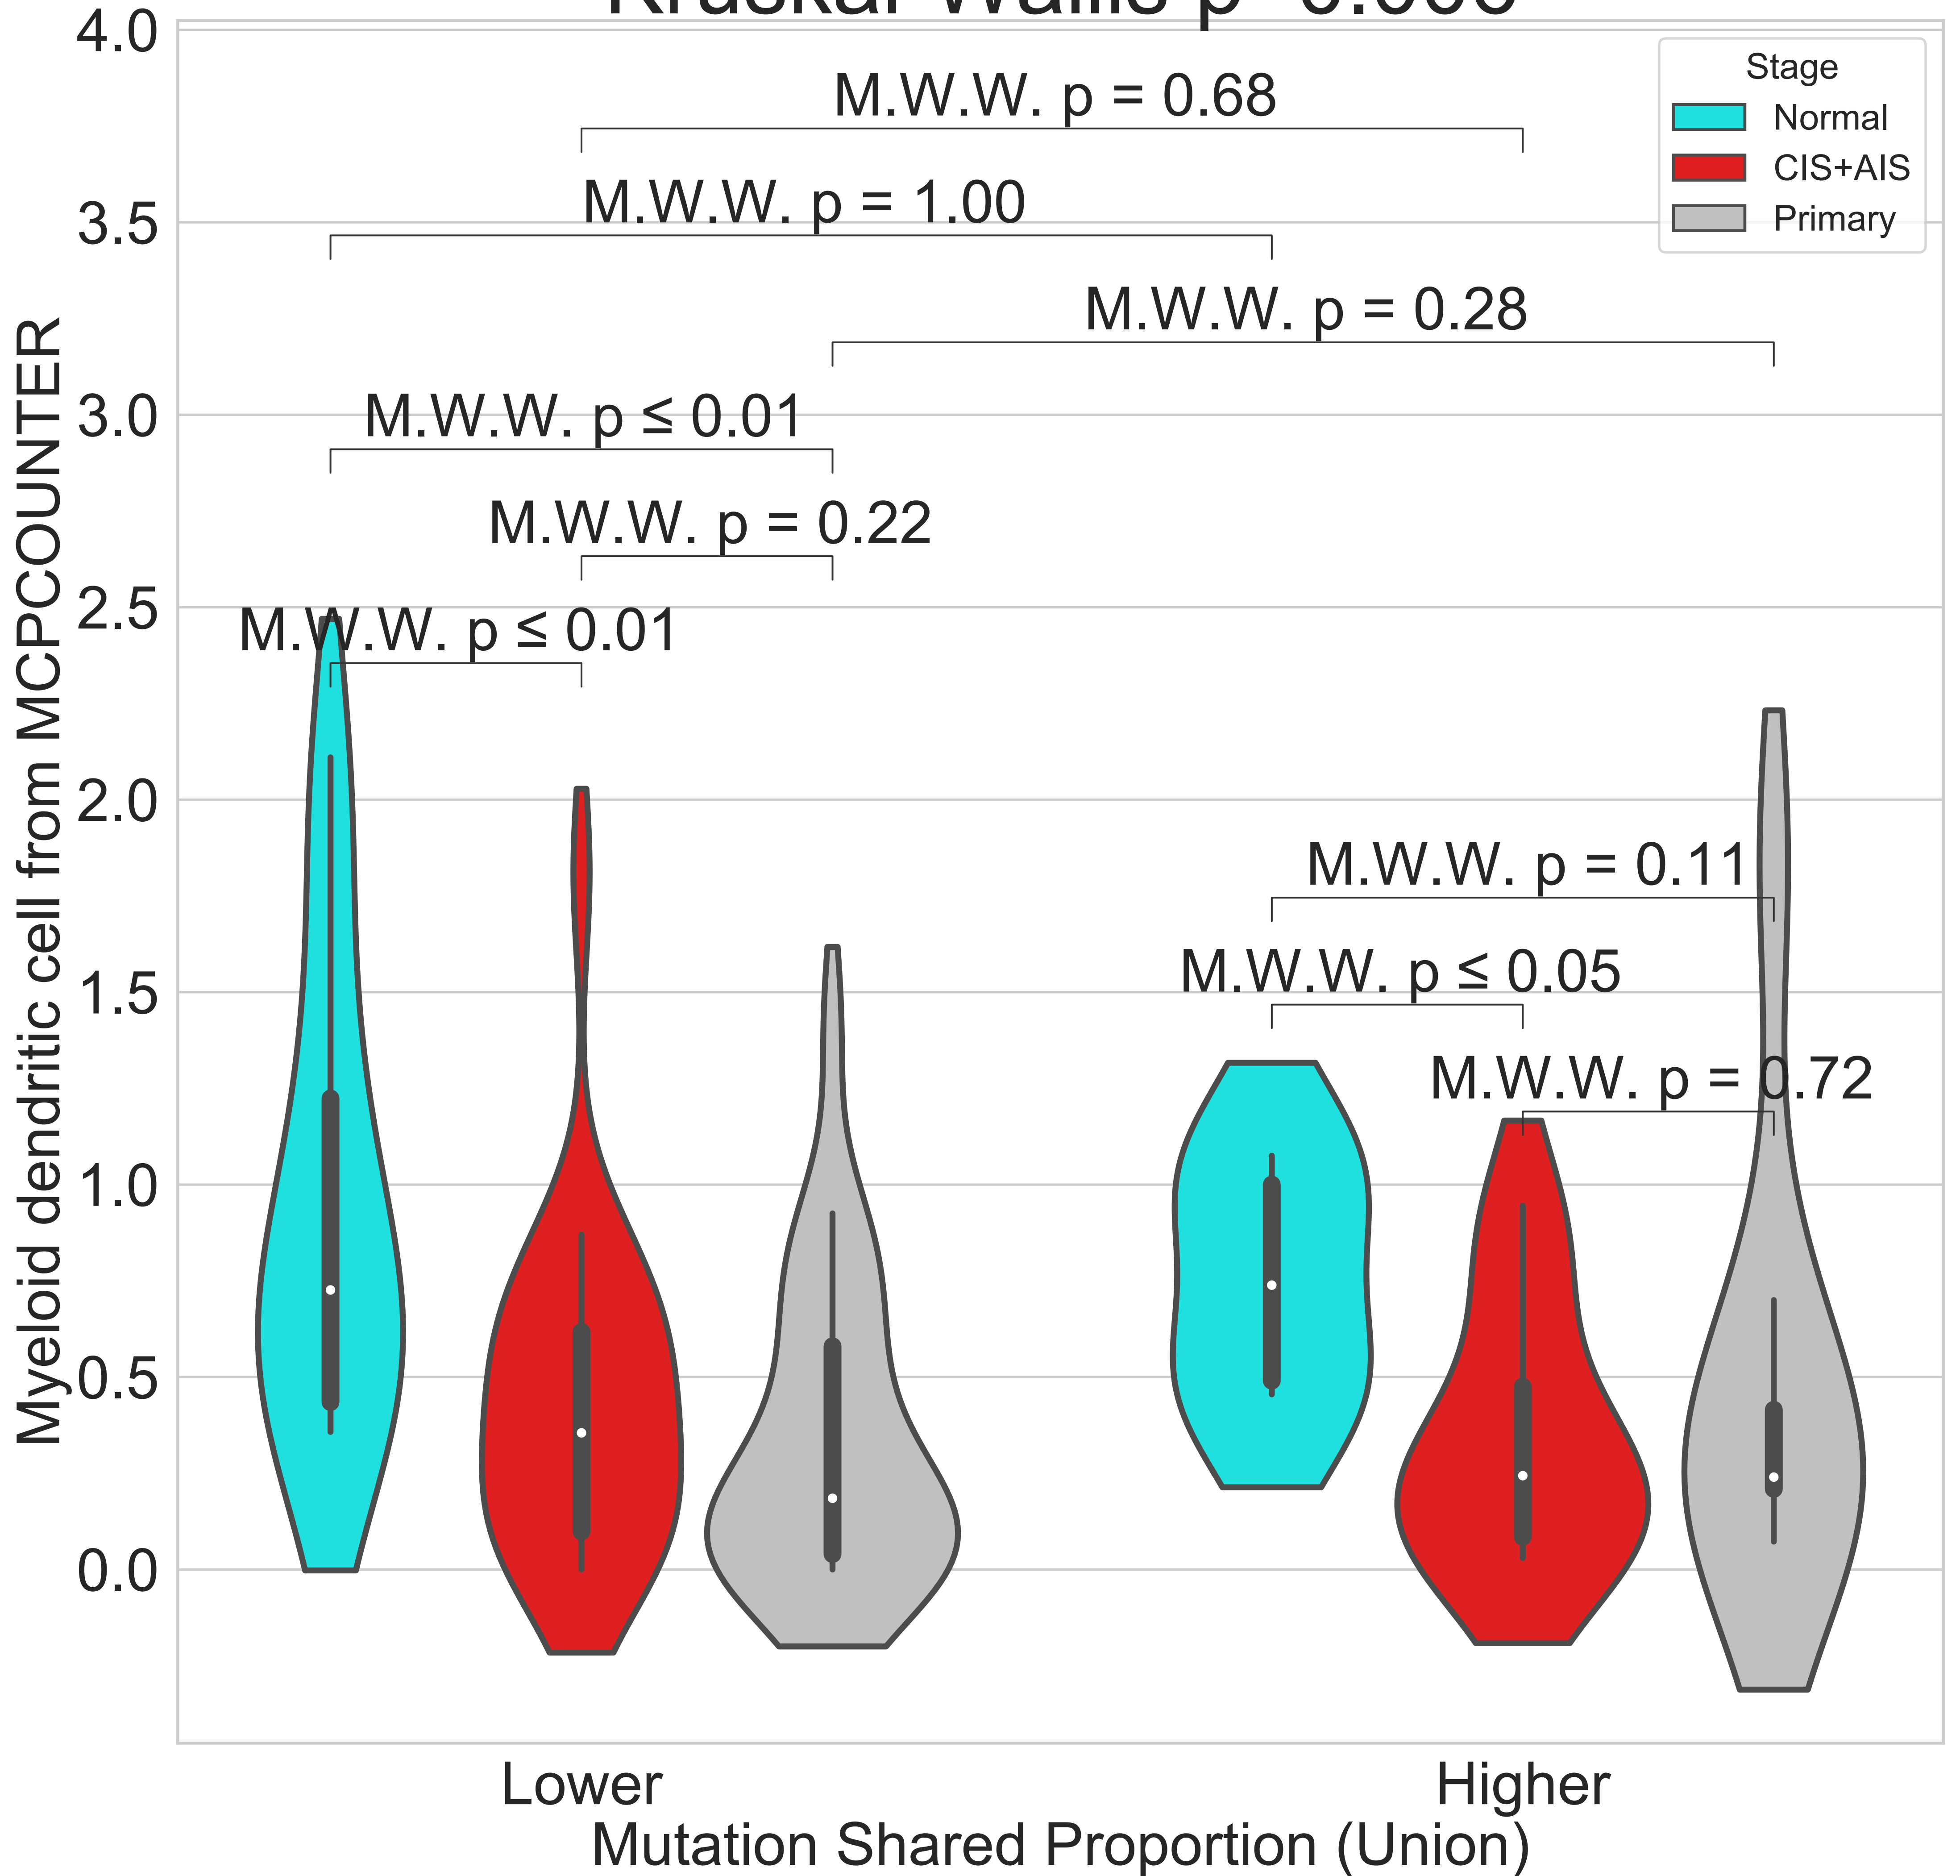 Kruskal-Wallis p
4.0
3.5
3.0
2.5
2.0
1.5
1.0
0.5
0.0
Myeloid dendritic cell from MCPCOUNTER
Stage
Normal
CIS+AIS
Primary
M.W.W. p = 0.68
M.W.W. p = 1.00
M.W.W. p = 0.28
M.W.W. p ≤ 0.01
M.W.W. p = 0.22
M.W.W. p ≤ 0.01
M.W.W. p = 0.11
M.W.W. p ≤ 0.05
M.W.W. p = 0.72
Lower
Higher
Mutation Shared Proportion (Union)